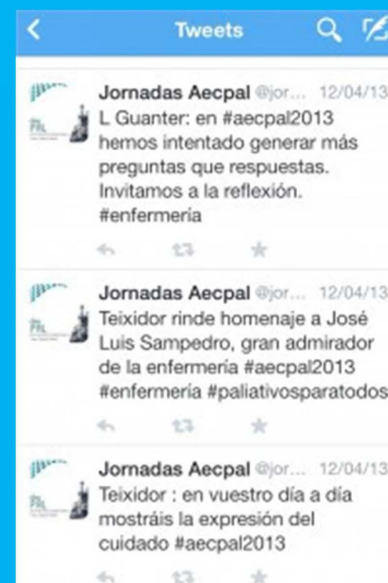 Tweets
Jornadas Aecpal @jor... 12/04/13
L Guanter: en #aecpal2013
hemos intentado generar más
preguntas que respuestas.
Invitamos a la reflexión.
#enfermería
Jornadas Aecpal @jor... 12/04/13
Teixidor rinde homenaje a José
Luis Sampedro, gran admirador
de la enfermería #aecpal2013
#enfermería #paliativosparatodos
Jornadas Aecpal @jor... 12/04/13
Teixidor : en vuestro día a día
mostráis la expresión del
cuidado #aecpal2013